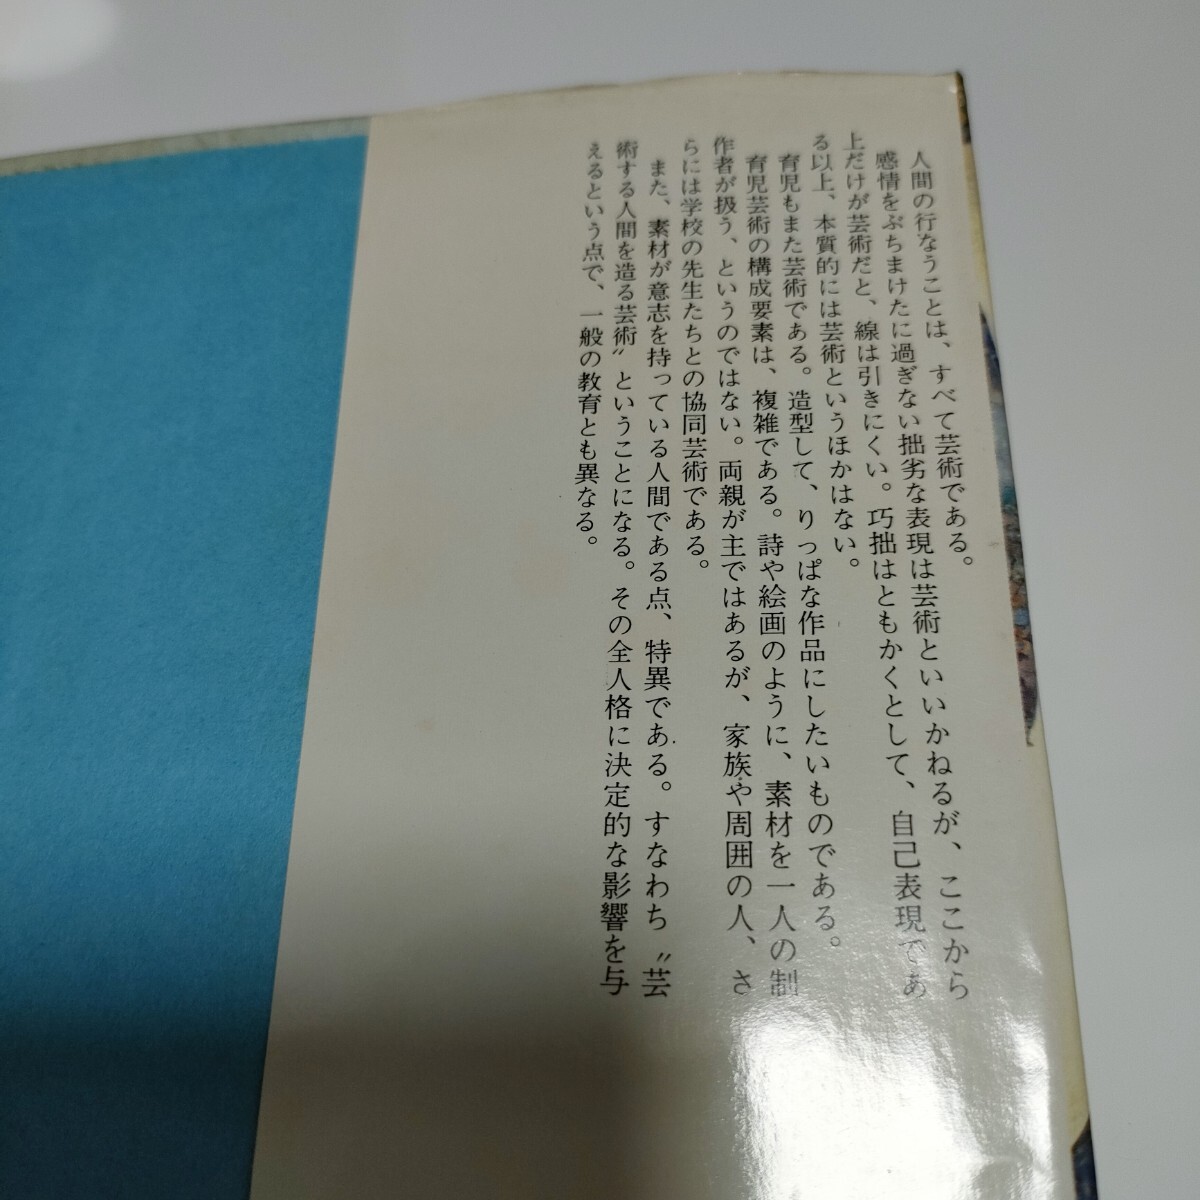 人間の行なうことは、すべて芸術である。
感情をぶちまけたに過ぎない拙劣な表現は芸術といいかねるが、ここから
上だけが芸術だと、線は引きにくい。巧拙はともかくとして、自己表現であ
る以上、本質的には芸術というほかはない。
育児もまた芸術である。造型して、りっぱな作品にしたいものである。
育児芸術の構成要素は、複雑である。詩や絵画のように、素材を一人の制
作者が扱う、というのではない。両親が主ではあるが、家族や周囲の人、さ
らには学校の先生たちとの協同芸術である。
また、素材が意志を持っている人間である点、特異である。すなわち〝芸
術する人間を造る芸術〟ということになる。その全人格に決定的な影響を与
えるという点で、一般の教育とも異なる。